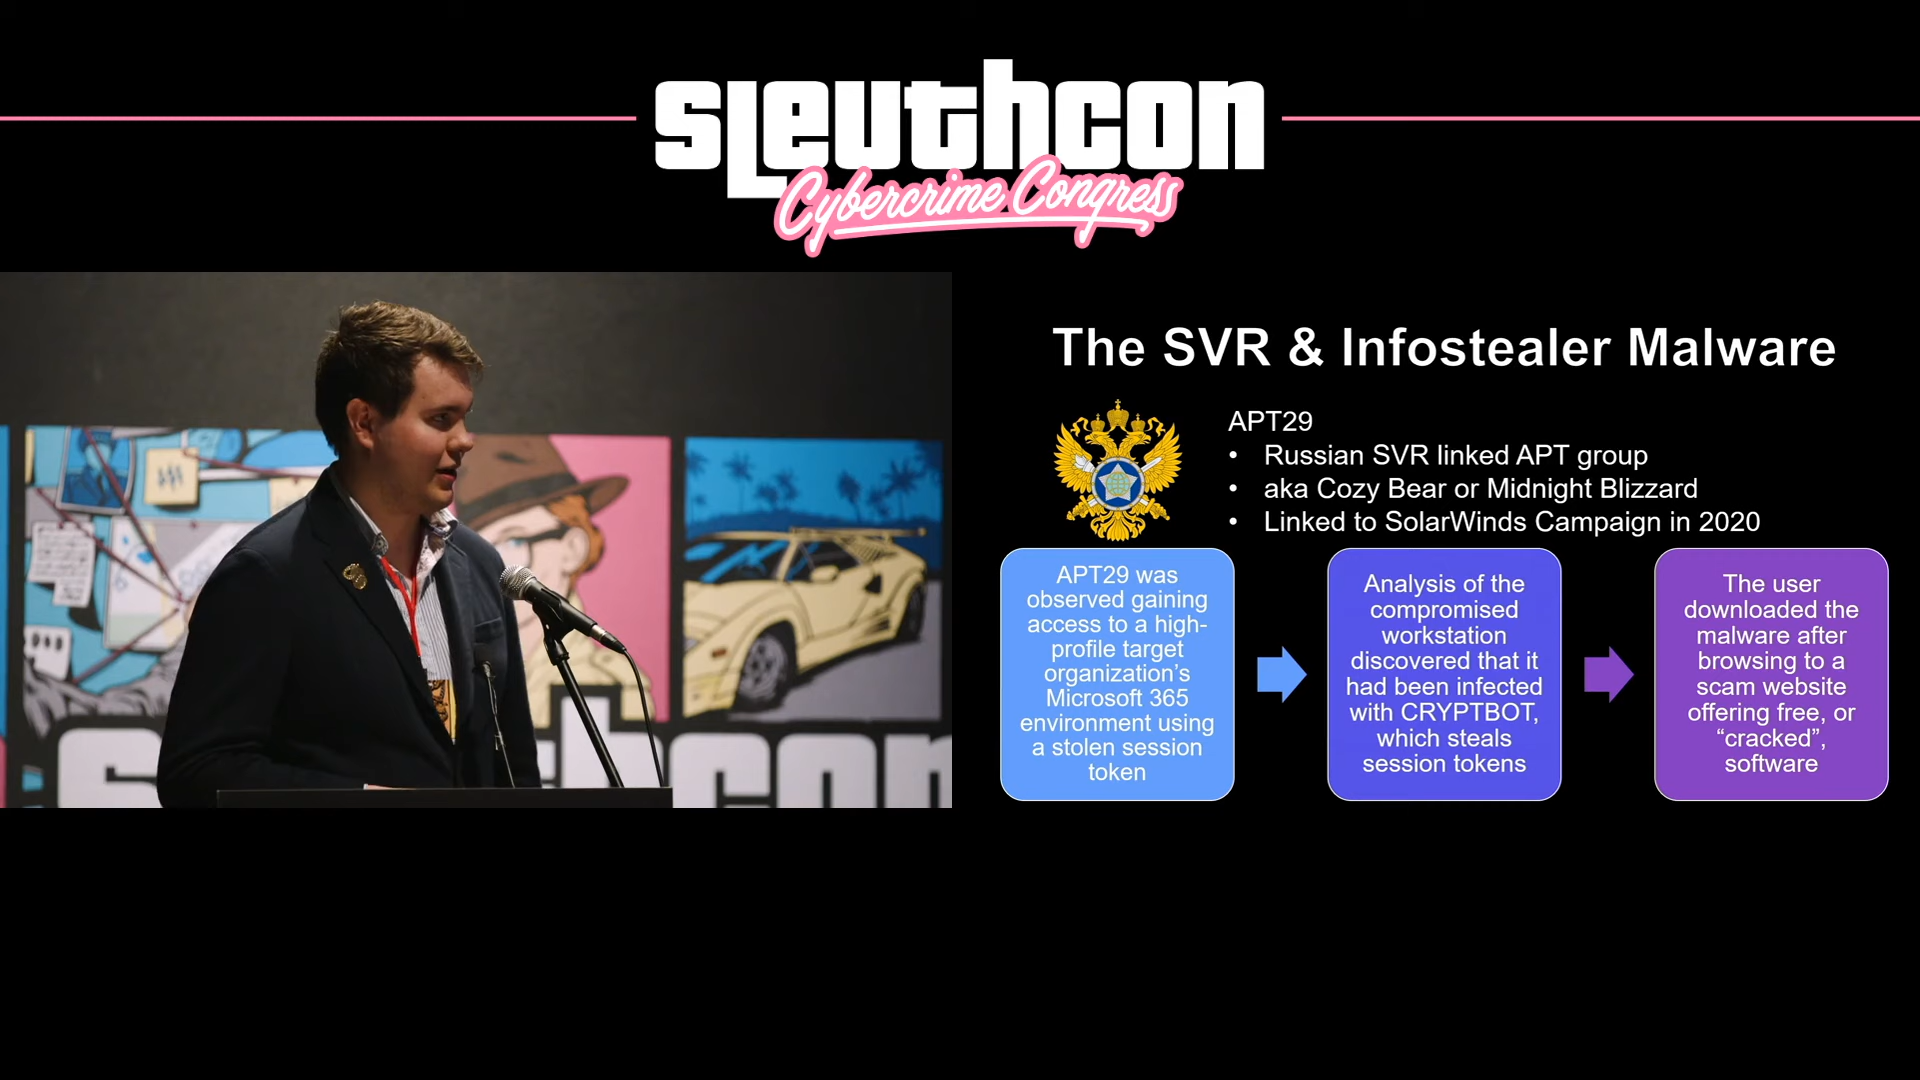 sleuthcon
Cybercrime Congress
The SVR & Infostealer Malware
APT29
• Russian SVR linked APT group
• aka Cozy Bear or Midnight Blizzard
• Linked to SolarWinds Campaign in 2020
APT29 was
observed gaining
access to a high-
profile target
organization’s
Microsoft 365
environment using
a stolen session
token
Analysis of the
compromised
workstation
discovered that it
had been infected
with CRYPTBOT,
which steals
session tokens
The user
downloaded the
malware after
browsing to a
scam website
offering free, or
“cracked”,
software